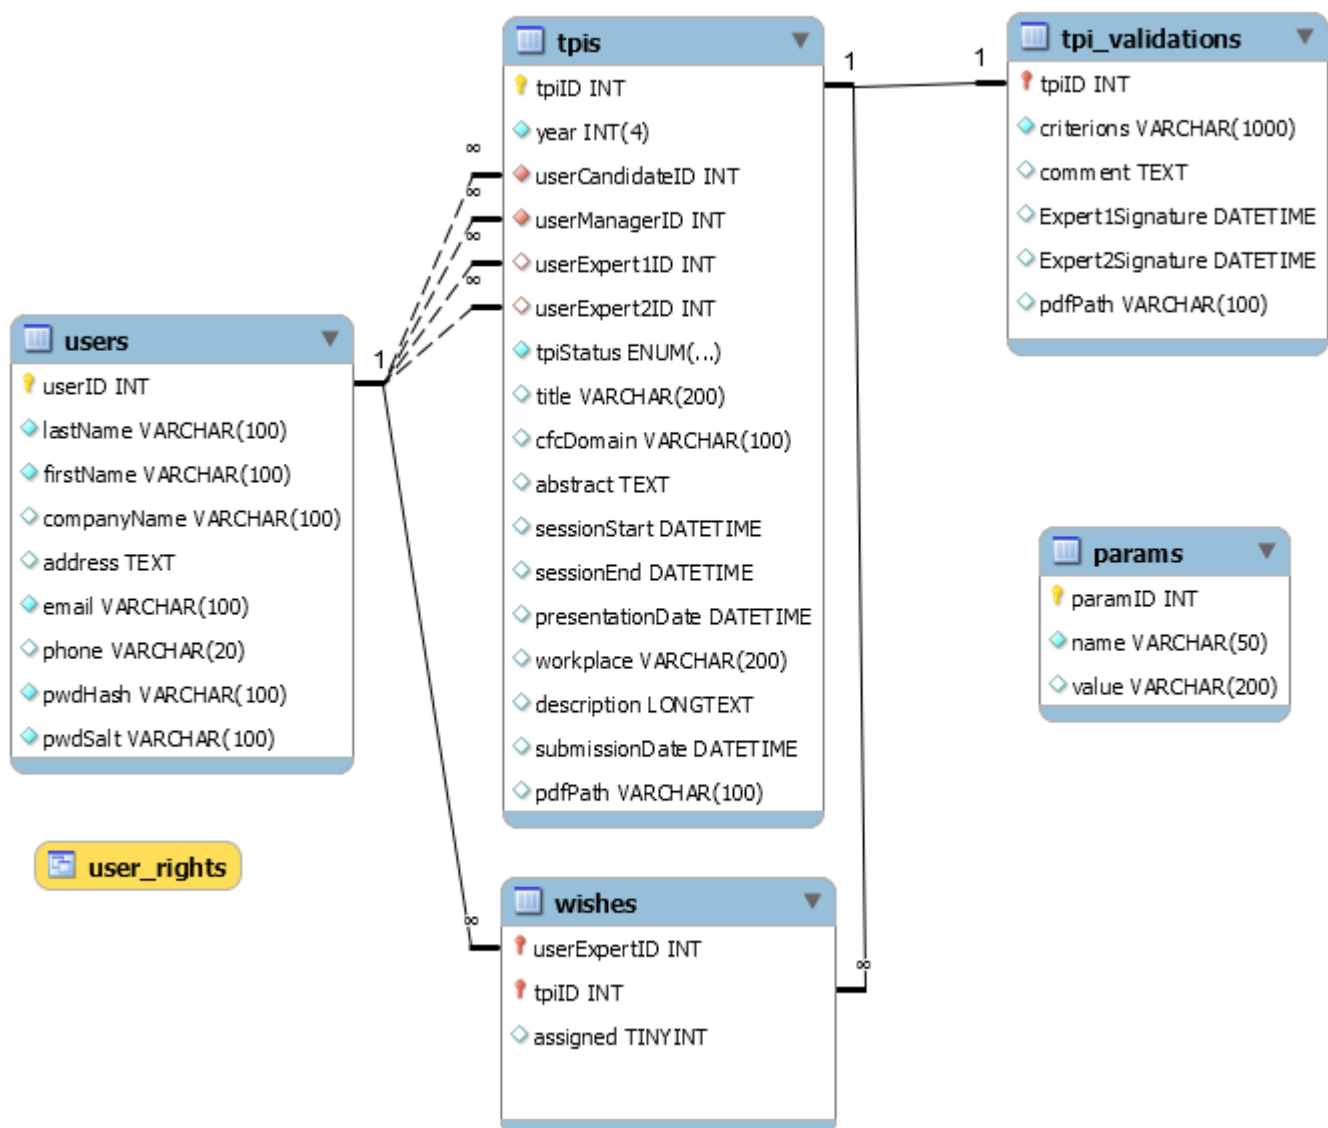 tpis
tpiID INT
year INT(4)
userCandidateID INT
userManagerID INT
userExpert1ID INT
userExpert2ID INT
tpiStatus ENUM(...)
title VARCHAR(200)
cfcDomain VARCHAR(100)
abstract TEXT
sessionStart DATETIME
sessionEnd DATETIME
presentationDate DATETIME
workplace VARCHAR(200)
description LONGTEXT
submissionDate DATETIME
pdfPath VARCHAR(100)
1
1
tpi_validations
tpiID INT
criterions VARCHAR(1000)
comment TEXT
Expert1Signature DATETIME
Expert2Signature DATETIME
pdfPath VARCHAR(100)
∞
∞
∞
∞
1
users
userID INT
lastName VARCHAR(100)
firstName VARCHAR(100)
companyName VARCHAR(100)
address TEXT
email VARCHAR(100)
phone VARCHAR(20)
pwdHash VARCHAR(100)
pwdSalt VARCHAR(100)
params
paramID INT
name VARCHAR(50)
value VARCHAR(200)
user_rights
∞
wishes
userExpertID INT
tpiID INT
assigned TINYINT
∞